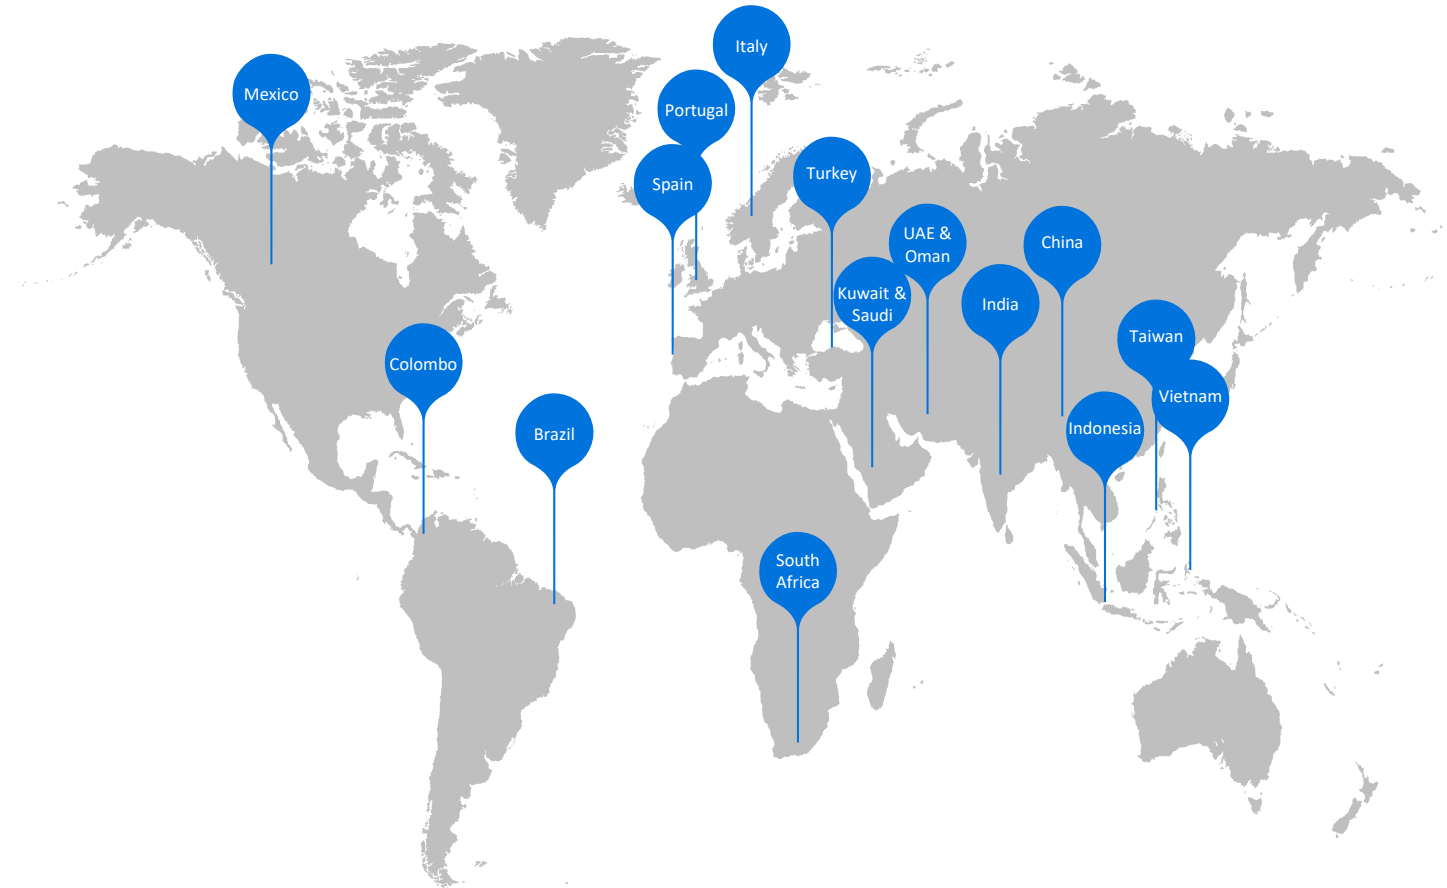 Italy
Mexico
Portugal
Turkey
Spain
UAE &
Oman
China
Kuwait &
Saudi
India
Taiwan
Colombo
Vietnam
Indonesia
Brazil
South
Africa